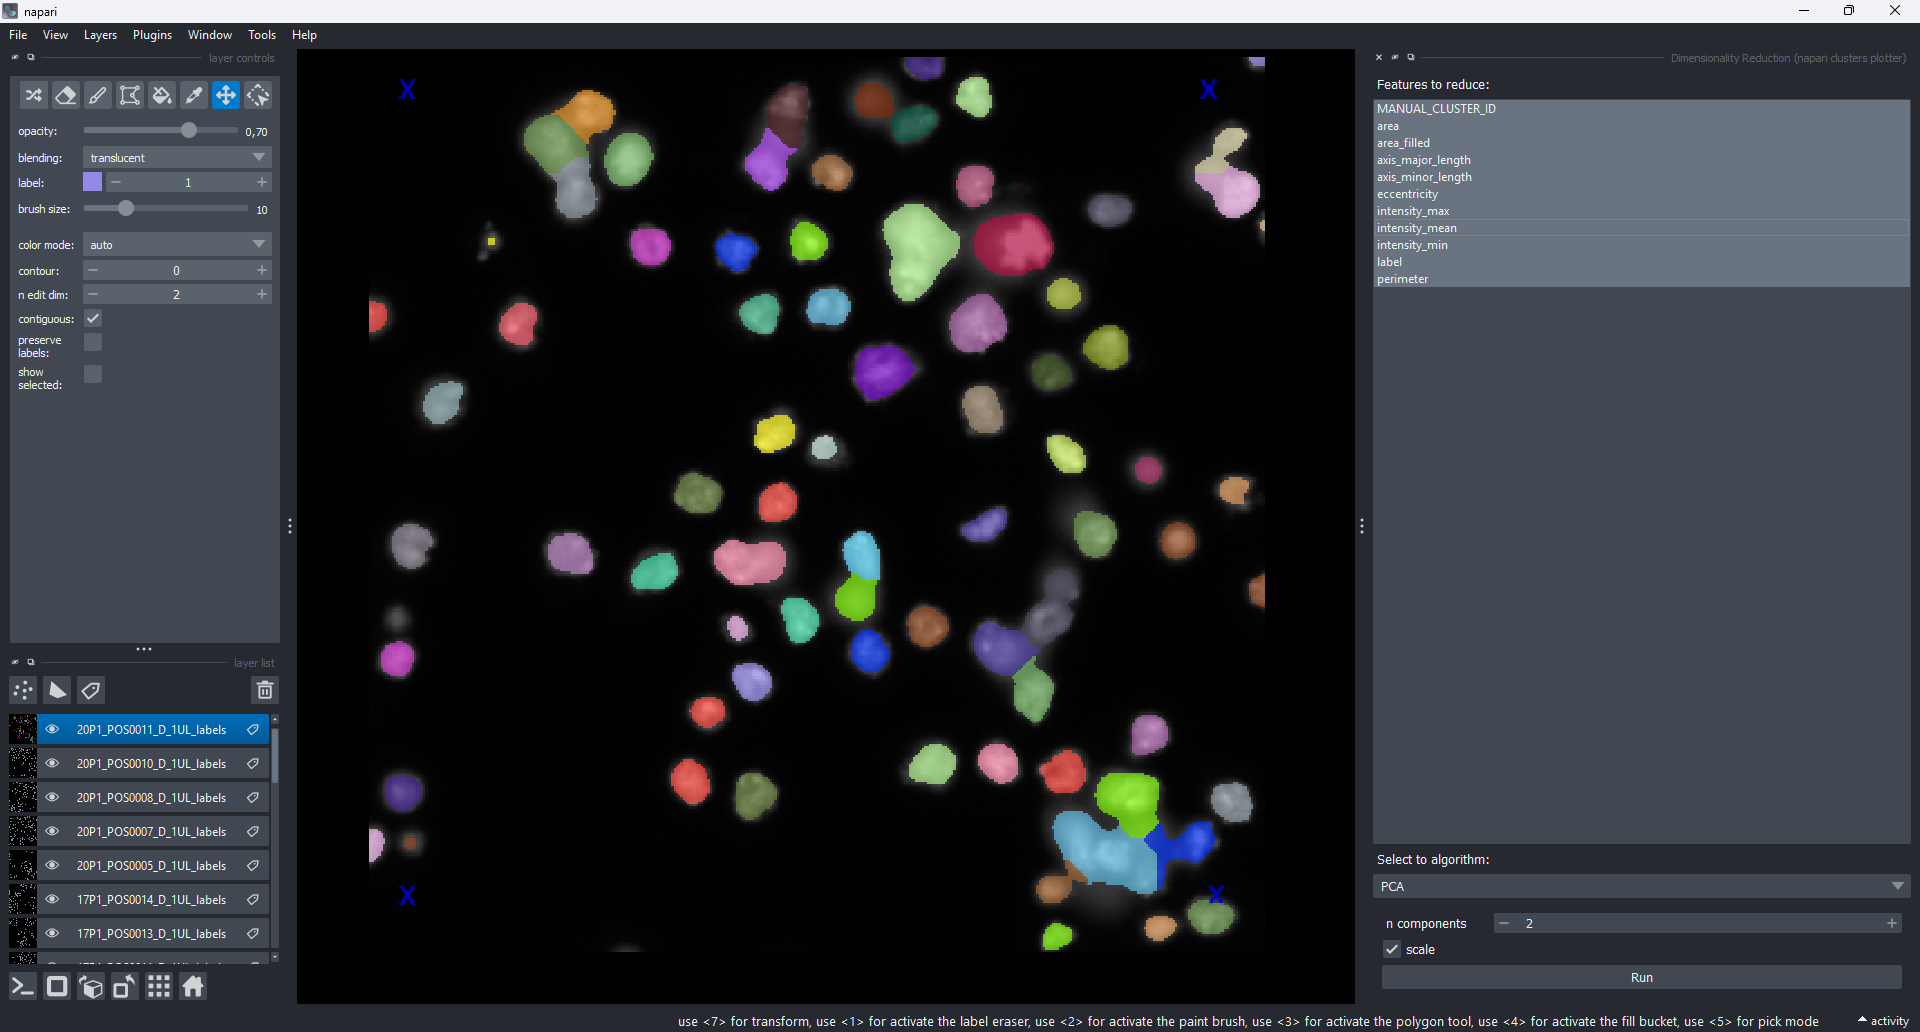 napari
File View Layers Plugins Window Tools Help
layer controls
opacity: 0,70
blending: translucent
label: 1
brush size: 10
color mode: auto
contour: 0
n edit dim: 2
contiguous:
preserve
labels:
show
selected:
layer list
20P1_POS0011_D_1UL_labels
20P1_POS0010_D_1UL_labels
20P1_POS0008_D_1UL_labels
20P1_POS0007_D_1UL_labels
20P1_POS0005_D_1UL_labels
17P1_POS0014_D_1UL_labels
17P1_POS0013_D_1UL_labels
X X
X X
Dimensionality Reduction (napari clusters plotter)
Features to reduce:
MANUAL_CLUSTER_ID
area
area_filled
axis_major_length
axis_minor_length
eccentricity
intensity_max
intensity_mean
intensity_min
label
perimeter
Select to algorithm:
PCA
n components 2
scale
Run
use <7> for transform, use <1> for activate the label eraser, use <2> for activate the paint brush, use <3> for activate the polygon tool, use <4> for activate the fill bucket, use <5> for pick mode activity